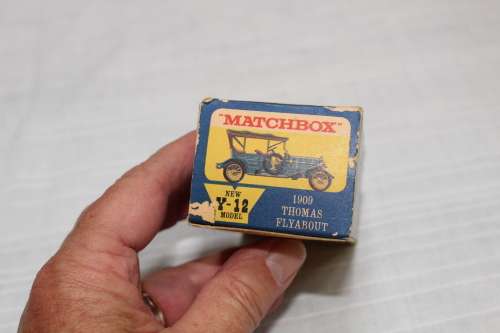 "MATCHBOX"
NEW
Y-12
MODEL
1909
THOMAS
FLYABOUT